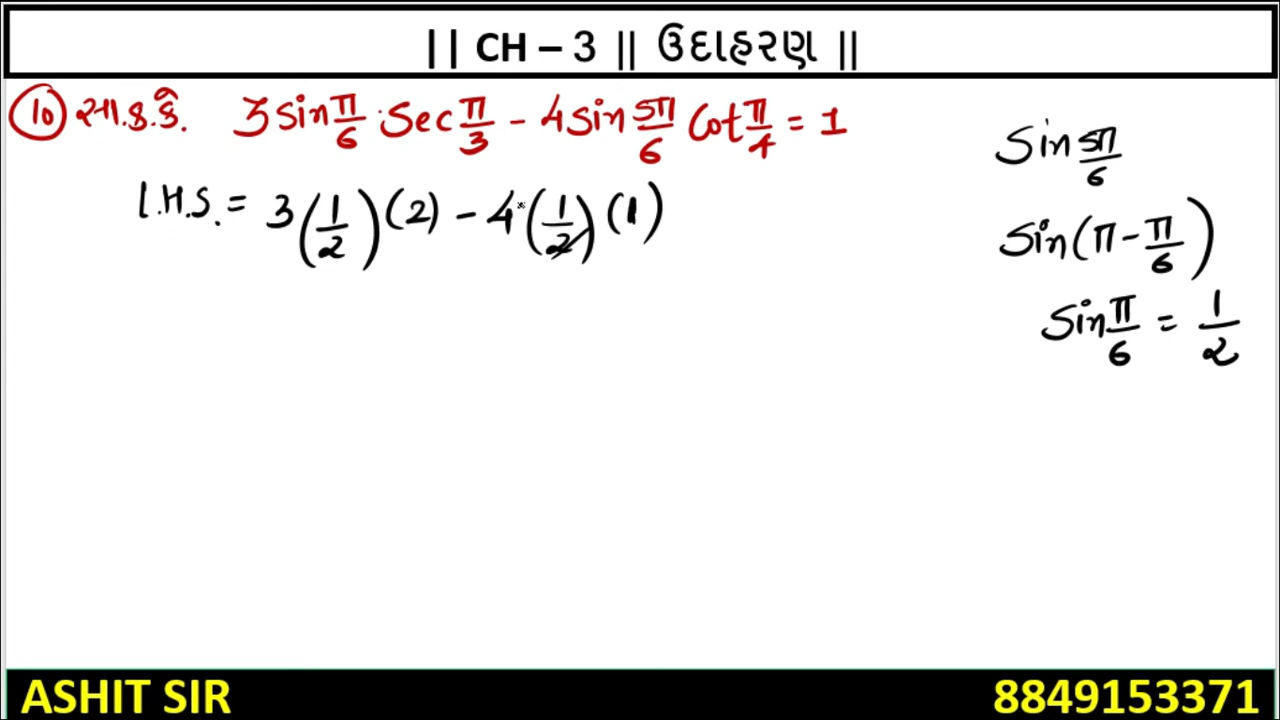 || CH – 3 || ઉદાહરણ ||
10 સા.ક.કે. 3 sin π/6 · sec π/3 - 4 sin 5π/6 cot π/4 = 1
L.H.S. = 3 (1/2) (2) - 4 (1/2) (1)
sin 5π/6
sin (π - π/6)
sin π/6 = 1/2
ASHIT SIR
8849153371